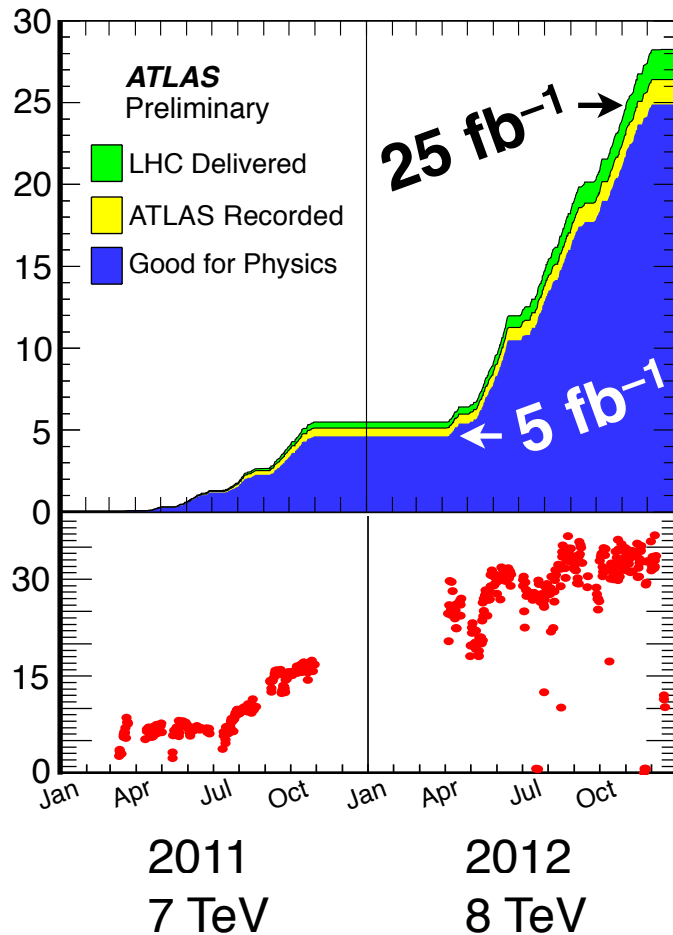 30
25
20
15
10
5
0
ATLAS
Preliminary
LHC Delivered
ATLAS Recorded
Good for Physics
25 fb⁻¹
5 fb⁻¹
30
15
0
Jan Apr Jul Oct Jan Apr Jul Oct
2011 2012
7 TeV 8 TeV